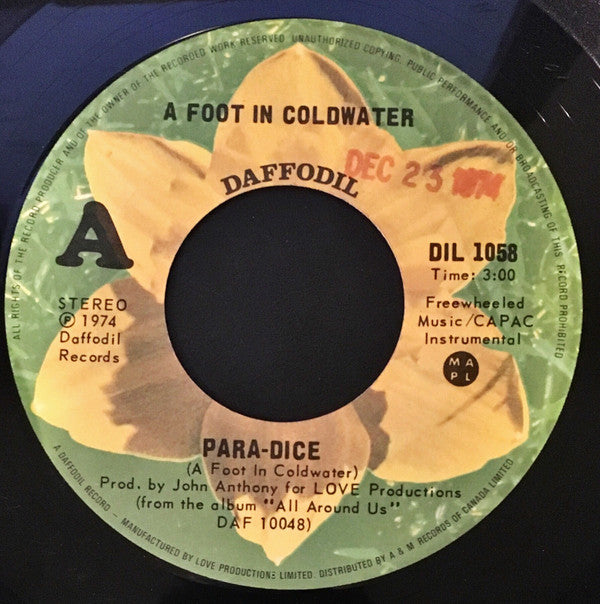 ALL RIGHTS OF THE RECORD PRODUCER AND OF THE OWNER OF THE RECORDED WORK RESERVED. UNAUTHORIZED COPYING, PUBLIC PERFORMANCE AND/OR BROADCASTING OF THIS RECORD PROHIBITED
A FOOT IN COLDWATER
DAFFODIL
DEC 23 1974
A
DIL 1058
Time: 3:00
STEREO
℗ 1974
Daffodil
Records
Freewheeled
Music/CAPAC
Instrumental
M A
P L
PARA-DICE
(A Foot In Coldwater)
Prod. by John Anthony for LOVE Productions
(from the album "All Around Us"
DAF 10048)
A DAFFODIL RECORD - MANUFACTURED BY LOVE PRODUCTIONS LIMITED. DISTRIBUTED BY A & M RECORDS OF CANADA LIMITED